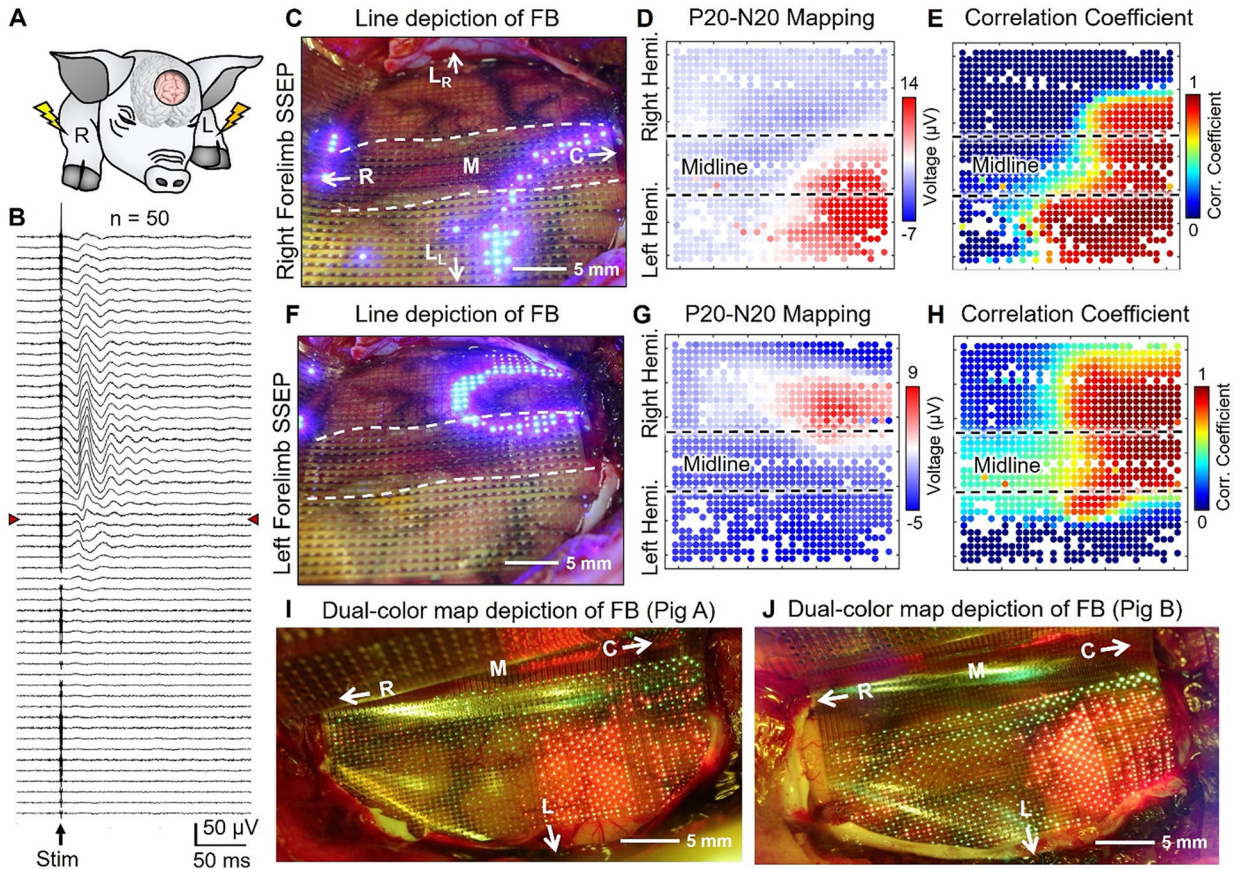 A
R
L
B
n = 50
Stim
50 µV
50 ms
C
Line depiction of FB
Right Forelimb SSEP
L_R
M
C
R
L_L
5 mm
D
P20-N20 Mapping
Right Hemi.
Left Hemi.
Midline
14
Voltage (µV)
-7
E
Correlation Coefficient
Midline
1
Corr. Coefficient
0
F
Line depiction of FB
Left Forelimb SSEP
5 mm
G
P20-N20 Mapping
Right Hemi.
Left Hemi.
Midline
9
Voltage (µV)
-5
H
Correlation Coefficient
Midline
1
Corr. Coefficient
0
I
Dual-color map depiction of FB (Pig A)
C
M
R
L
5 mm
J
Dual-color map depiction of FB (Pig B)
C
M
R
L
5 mm